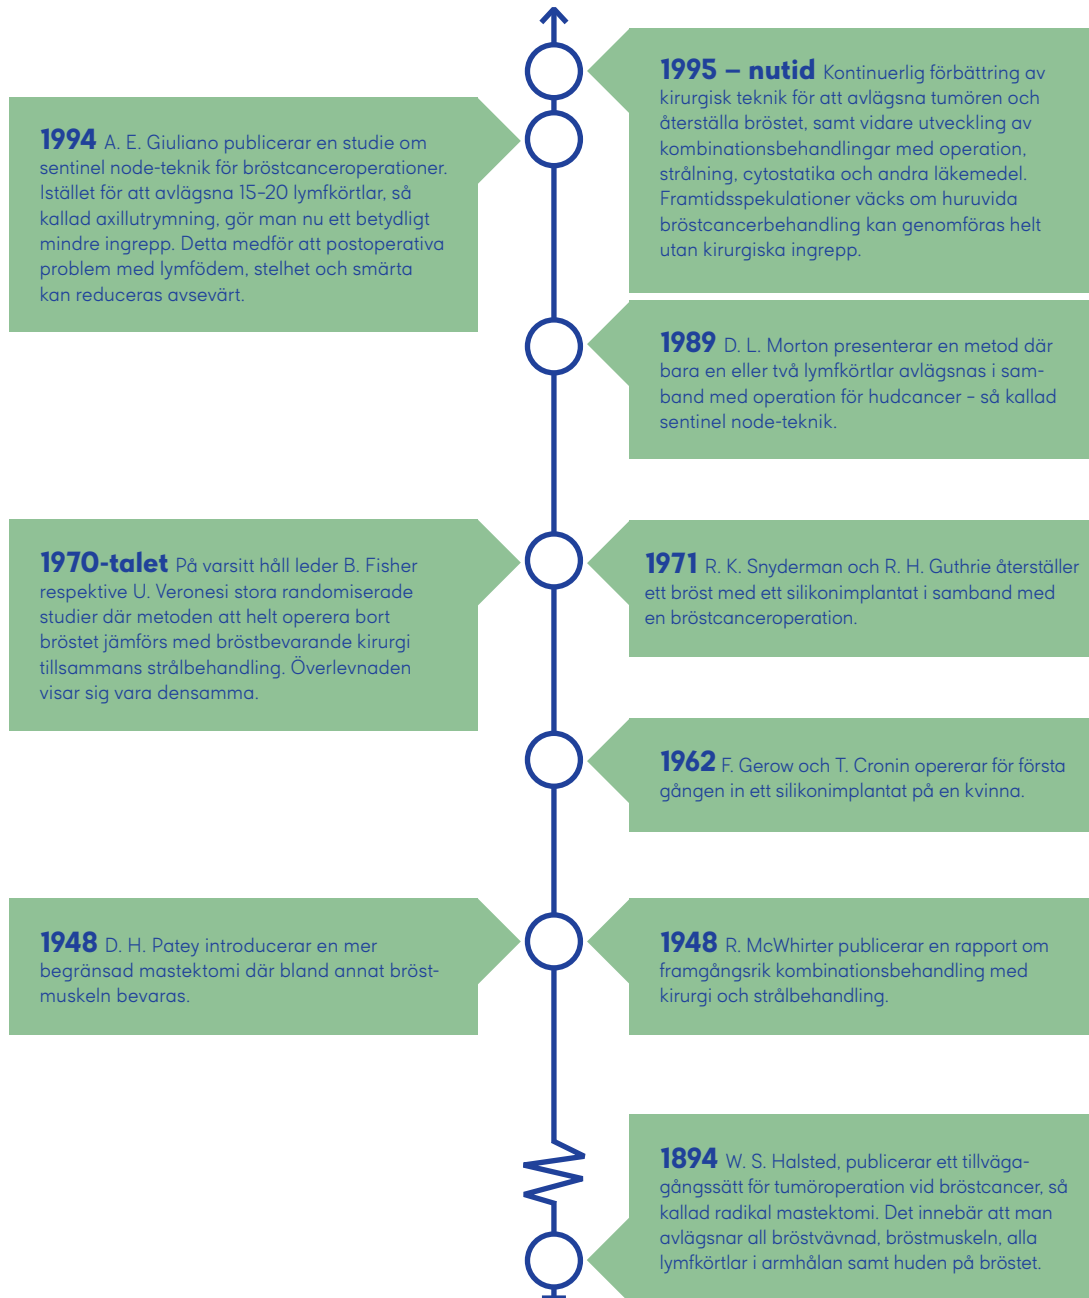 1995 – nutid Kontinuerlig förbättring av
kirurgisk teknik för att avlägsna tumören och
återställa bröstet, samt vidare utveckling av
kombinationsbehandlingar med operation,
strålning, cytostatika och andra läkemedel.
Framtidsspekulationer väcks om huruvida
bröstcancerbehandling kan genomföras helt
utan kirurgiska ingrepp.
1994 A. E. Giuliano publicerar en studie om
sentinel node-teknik för bröstcanceroperationer.
Istället för att avlägsna 15–20 lymfkörtlar, så
kallad axillutrymning, gör man nu ett betydligt
mindre ingrepp. Detta medför att postoperativa
problem med lymfödem, stelhet och smärta
kan reduceras avsevärt.
1989 D. L. Morton presenterar en metod där
bara en eller två lymfkörtlar avlägsnas i sam-
band med operation för hudcancer – så kallad
sentinel node-teknik.
1970-talet På varsitt håll leder B. Fisher
respektive U. Veronesi stora randomiserade
studier där metoden att helt operera bort
bröstet jämförs med bröstbevarande kirurgi
tillsammans strålbehandling. Överlevnaden
visar sig vara densamma.
1971 R. K. Snyderman och R. H. Guthrie återställer
ett bröst med ett silikonimplantat i samband med
en bröstcanceroperation.
1962 F. Gerow och T. Cronin opererar för första
gången in ett silikonimplantat på en kvinna.
1948 D. H. Patey introducerar en mer
begränsad mastektomi där bland annat bröst-
muskeln bevaras.
1948 R. McWhirter publicerar en rapport om
framgångsrik kombinationsbehandling med
kirurgi och strålbehandling.
1894 W. S. Halsted, publicerar ett tillväga-
gångssätt för tumöroperation vid bröstcancer, så
kallad radikal mastektomi. Det innebär att man
avlägsnar all bröstvävnad, bröstmuskeln, alla
lymfkörtlar i armhålan samt huden på bröstet.